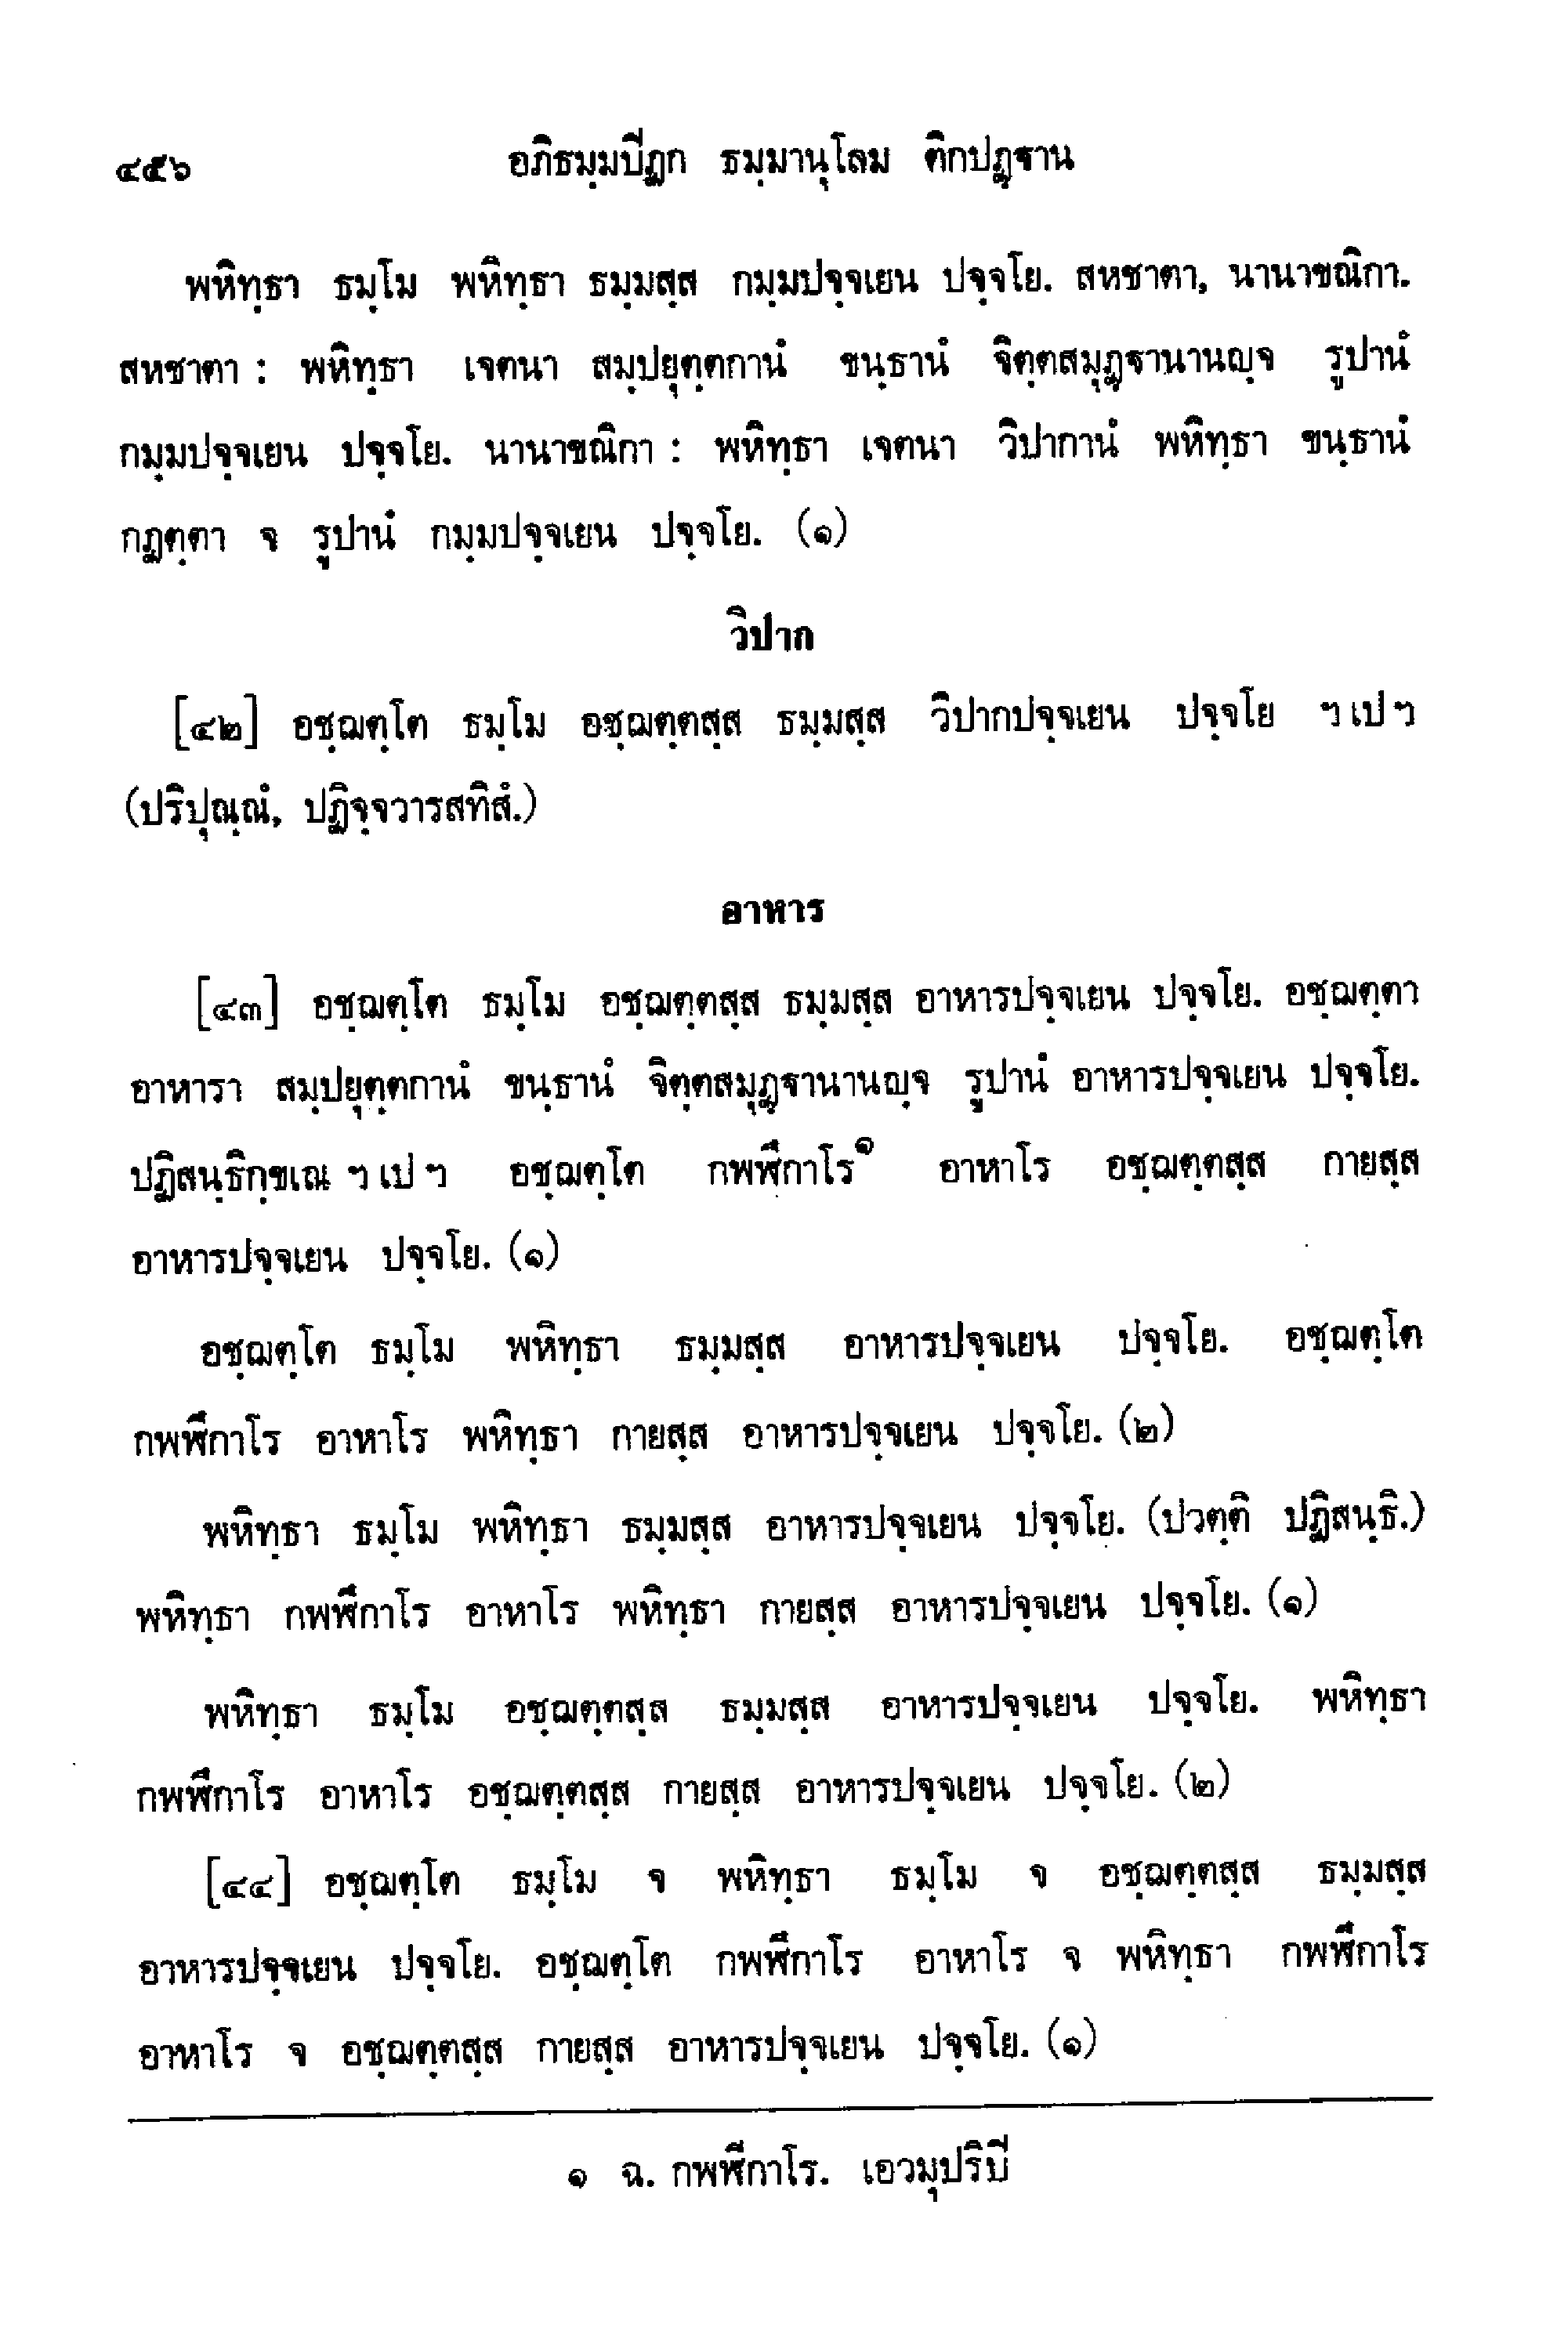 ๔๕๖ อภิธมฺมปีฏก ธมฺมานุโลม ติกปฏฺฐาน
พหิทฺธา ธมฺโม พหิทฺธา ธมฺมสฺส กมฺมปจฺจเยน ปจฺจโย. สหชาตา, นานาขณิกา.
สหชาตา : พหิทฺธา เจตนา สมฺปยุตฺตกานํ ขนฺธานํ จิตฺตสมุฏฺฐานานญฺจ รูปานํ
กมฺมปจฺจเยน ปจฺจโย. นานาขณิกา : พหิทฺธา เจตนา วิปากานํ พหิทฺธา ขนฺธานํ
กฏตฺตา จ รูปานํ กมฺมปจฺจเยน ปจฺจโย. (๑)
วิปาก
[๔๒] อชฺฌตฺโต ธมฺโม อชฺฌตฺตสฺส ธมฺมสฺส วิปากปจฺจเยน ปจฺจโย ฯ เป ฯ
(ปริปุณฺณํ, ปฏิจฺจวารสทิสํ.)
อาหาร
[๔๓] อชฺฌตฺโต ธมฺโม อชฺฌตฺตสฺส ธมฺมสฺส อาหารปจฺจเยน ปจฺจโย. อชฺฌตฺตา
อาหารา สมฺปยุตฺตกานํ ขนฺธานํ จิตฺตสมุฏฺฐานานญฺจ รูปานํ อาหารปจฺจเยน ปจฺจโย.
ปฏิสนฺธิกฺขเณ ฯ เป ฯ อชฺฌตฺโต กพฬึกาโร๑ อาหาโร อชฺฌตฺตสฺส กายสฺส
อาหารปจฺจเยน ปจฺจโย. (๑)
อชฺฌตฺโต ธมฺโม พหิทฺธา ธมฺมสฺส อาหารปจฺจเยน ปจฺจโย. อชฺฌตฺโต
กพฬึกาโร อาหาโร พหิทฺธา กายสฺส อาหารปจฺจเยน ปจฺจโย. (๒)
พหิทฺธา ธมฺโม พหิทฺธา ธมฺมสฺส อาหารปจฺจเยน ปจฺจโย. (ปวตฺติ ปฏิสนฺธิ.)
พหิทฺธา กพฬึกาโร อาหาโร พหิทฺธา กายสฺส อาหารปจฺจเยน ปจฺจโย. (๑)
พหิทฺธา ธมฺโม อชฺฌตฺตสฺส ธมฺมสฺส อาหารปจฺจเยน ปจฺจโย. พหิทฺธา
กพฬึกาโร อาหาโร อชฺฌตฺตสฺส กายสฺส อาหารปจฺจเยน ปจฺจโย. (๒)
[๔๔] อชฺฌตฺโต ธมฺโม จ พหิทฺธา ธมฺโม จ อชฺฌตฺตสฺส ธมฺมสฺส
อาหารปจฺจเยน ปจฺจโย. อชฺฌตฺโต กพฬึกาโร อาหาโร จ พหิทฺธา กพฬึกาโร
อาหาโร จ อชฺฌตฺตสฺส กายสฺส อาหารปจฺจเยน ปจฺจโย. (๑)
๑ ฉ. กพฬีกาโร. เอวมุปริปี